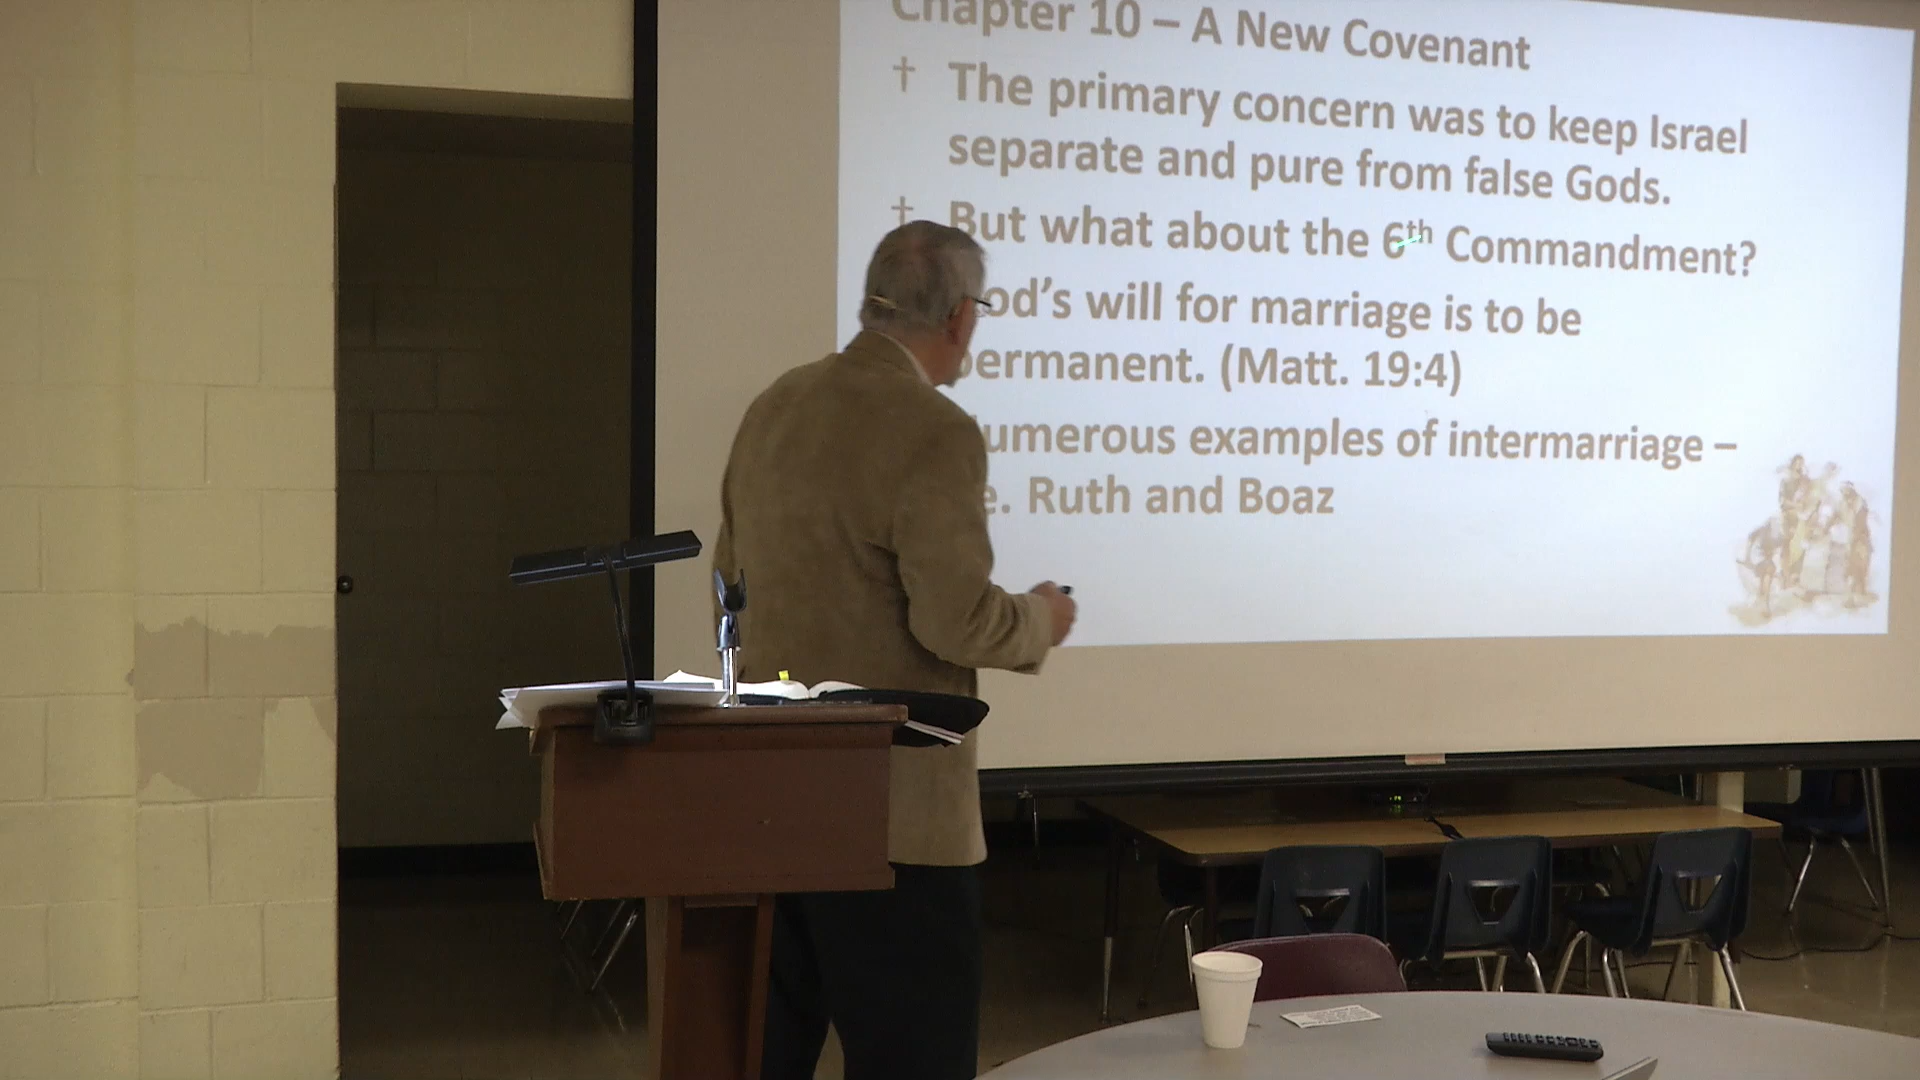 Chapter 10 – A New Covenant
† The primary concern was to keep Israel
separate and pure from false Gods.
† But what about the 6th Commandment?
od's will for marriage is to be
permanent. (Matt. 19:4)
umerous examples of intermarriage –
e. Ruth and Boaz